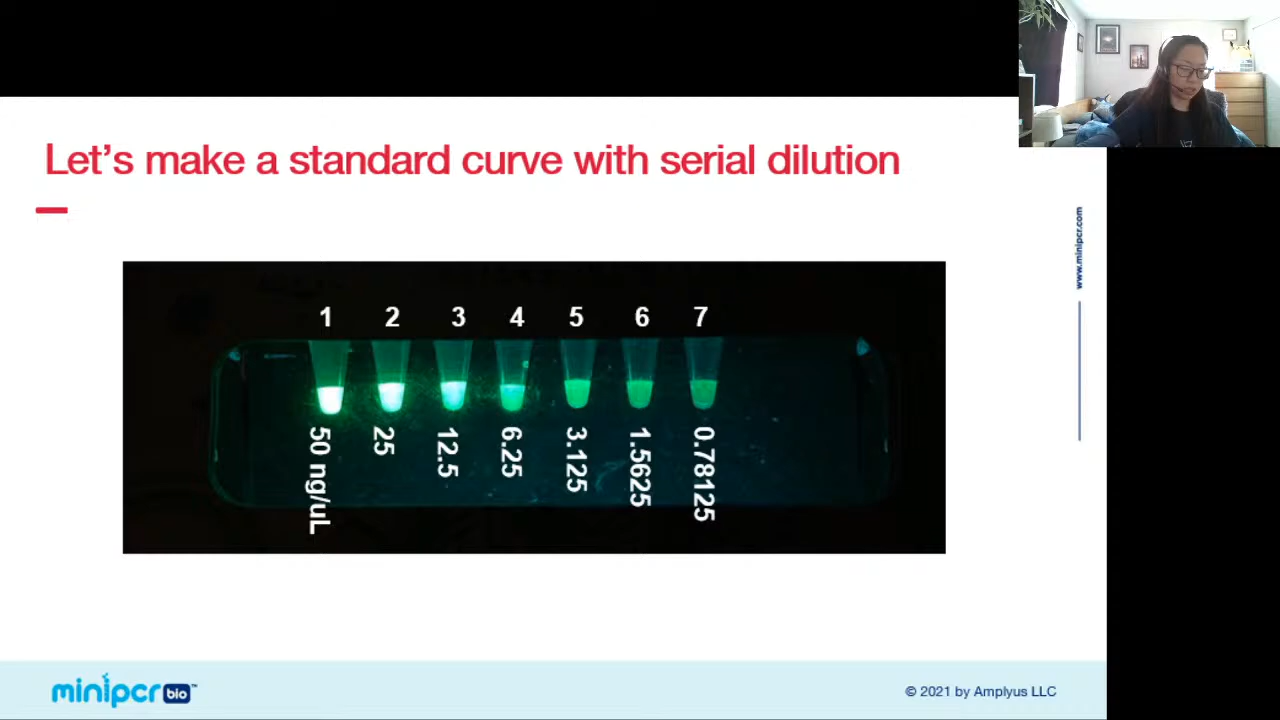 Let's make a standard curve with serial dilution
www.minipcr.com
1 2 3 4 5 6 7
50 ng/uL 25 12.5 6.25 3.125 1.5625 0.78125
minipcr bio™
© 2021 by Amplyus LLC